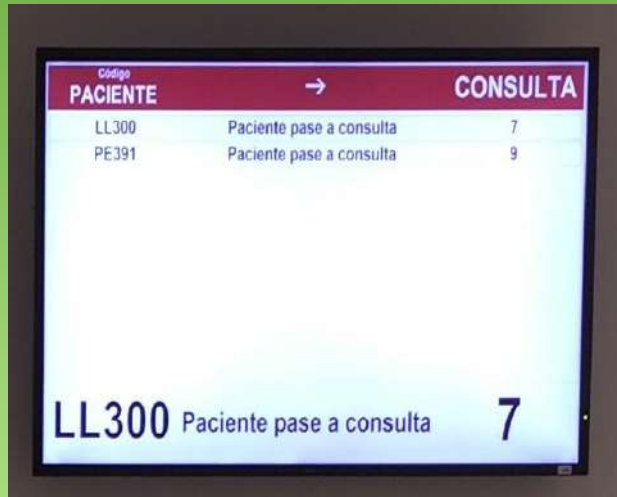 Código
PACIENTE → CONSULTA
LL300 Paciente pase a consulta 7
PE391 Paciente pase a consulta 9
LL300 Paciente pase a consulta 7